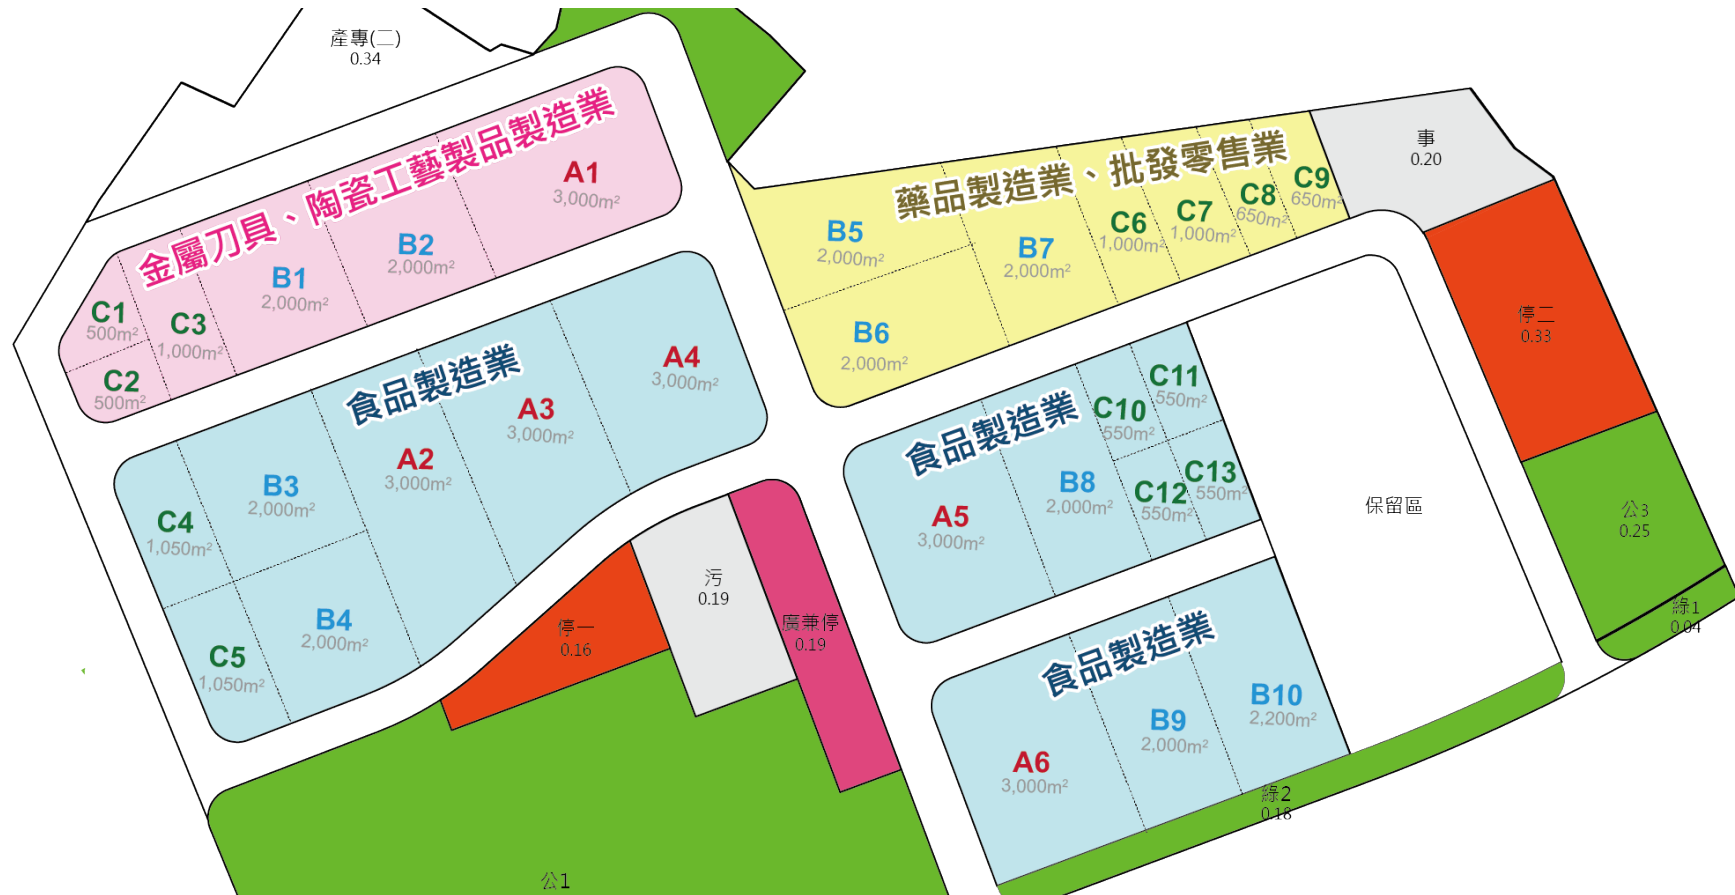 產專(二)
0.34
金屬刀具、陶瓷工藝製品製造業
A1
3,000m²
B2
2,000m²
B1
2,000m²
C1
500m²
C3
1,000m²
C2
500m²
藥品製造業、批發零售業
B5
2,000m²
B6
2,000m²
B7
2,000m²
C6
1,000m²
C7
1,000m²
C8
650m²
C9
650m²
事
0.20
停二
0.33
公3
0.25
綠1
0.04
食品製造業
A4
3,000m²
A3
3,000m²
A2
3,000m²
B3
2,000m²
C4
1,050m²
B4
2,000m²
C5
1,050m²
食品製造業
A5
3,000m²
B8
2,000m²
C10
550m²
C11
550m²
C12
550m²
C13
550m²
保留區
停一
0.16
污
0.19
廣兼停
0.19
食品製造業
A6
3,000m²
B9
2,000m²
B10
2,200m²
綠2
0.18
公1